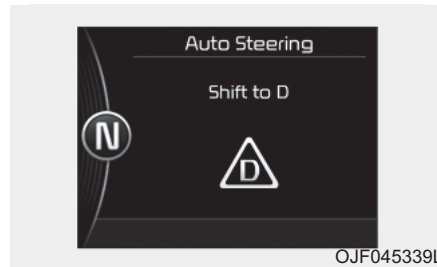 Auto Steering
Shift to D
N
D
OJF045339L